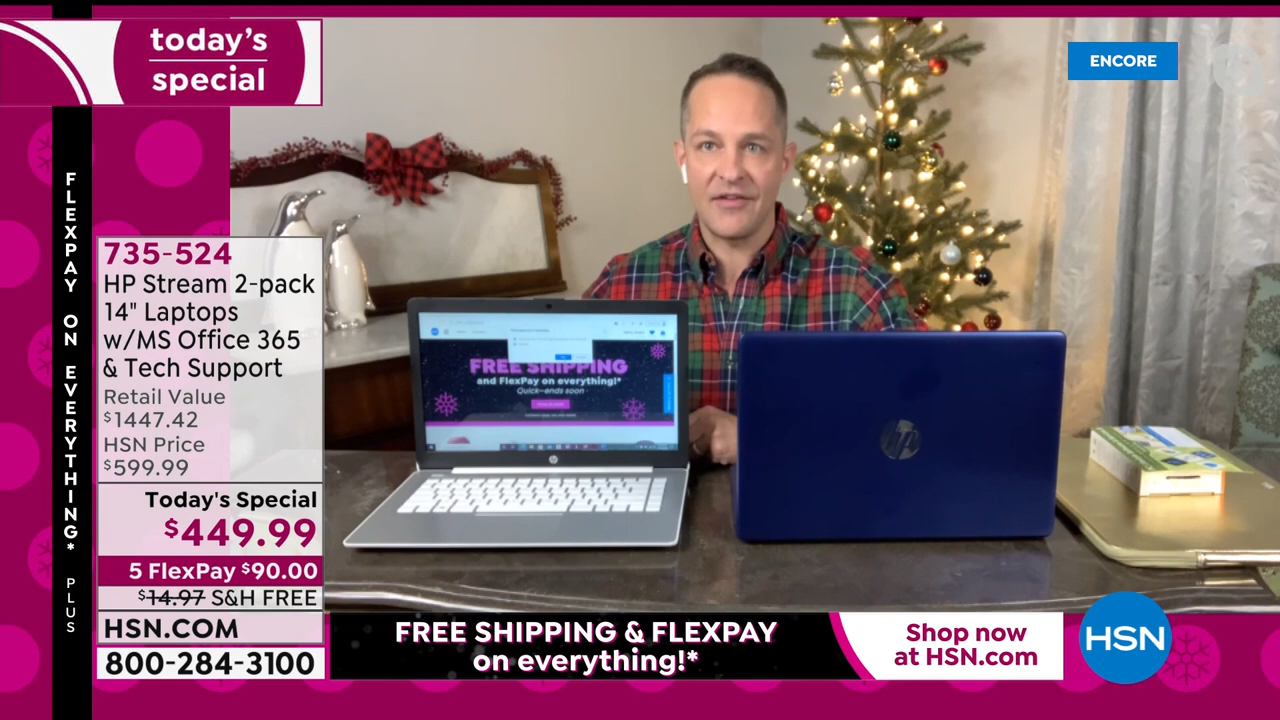 today's
special
ENCORE
FLEXPAY ON EVERYTHING* PLUS
735-524
HP Stream 2-pack
14" Laptops
w/MS Office 365
& Tech Support
Retail Value
$1447.42
HSN Price
$599.99
Today's Special
$449.99
5 FlexPay $90.00
$14.97 S&H FREE
HSN.COM
800-284-3100
FREE SHIPPING
and FlexPay on everything!*
Quick—ends soon
hp
hp
FREE SHIPPING & FLEXPAY
on everything!*
Shop now
at HSN.com
HSN